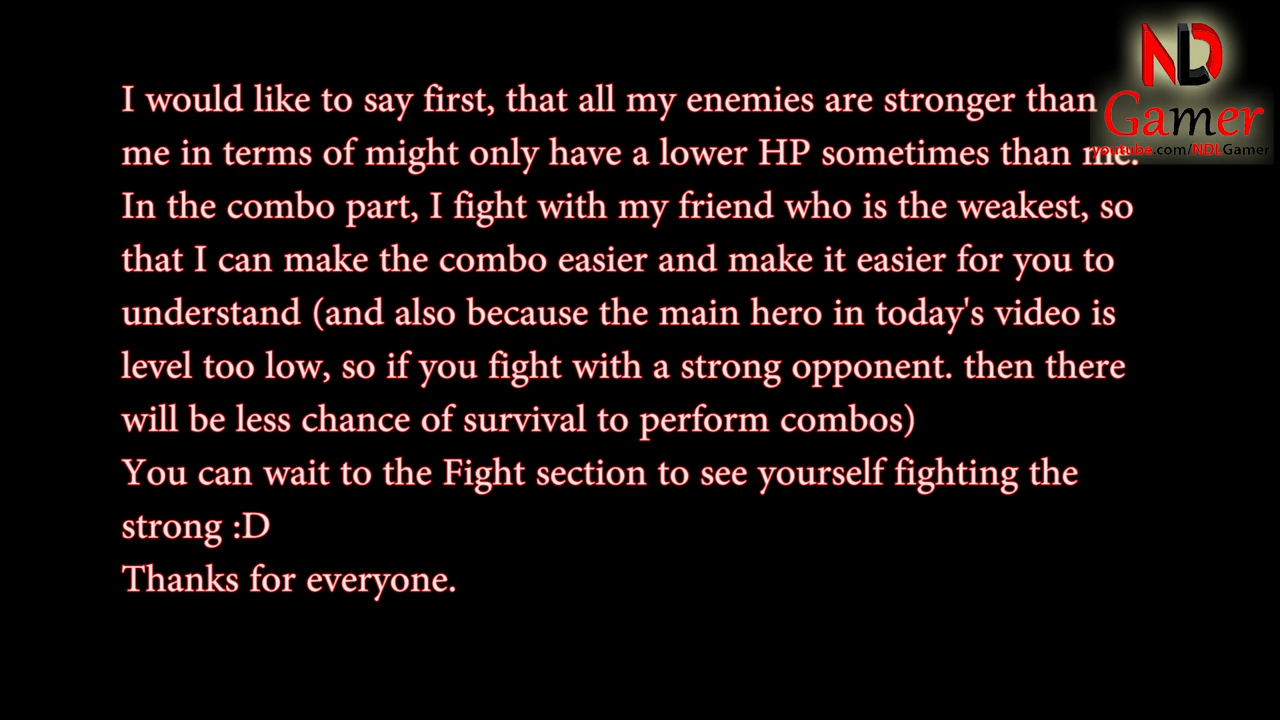 I would like to say first, that all my enemies are stronger than
me in terms of might only have a lower HP sometimes than me.
In the combo part, I fight with my friend who is the weakest, so
that I can make the combo easier and make it easier for you to
understand (and also because the main hero in today's video is
level too low, so if you fight with a strong opponent. then there
will be less chance of survival to perform combos)
You can wait to the Fight section to see yourself fighting the
strong :D
Thanks for everyone.
NDL
Gamer
youtube.com/NDLGamer